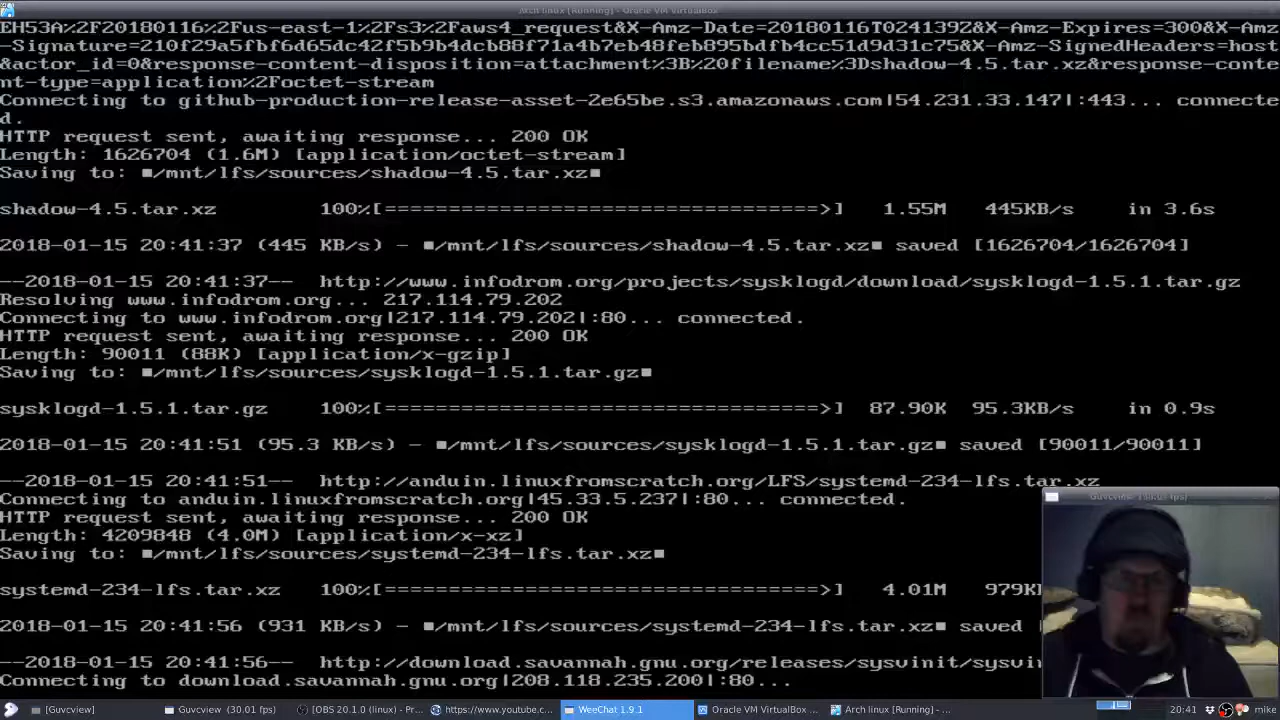 Arch linux [Running] - Oracle VM VirtualBox
EH53A%2F20180116%2Fus-east-1%2Fs3%2Faws4_request&X-Amz-Date=20180116T024139Z&X-Amz-Expires=300&X-Amz
-Signature=210f29a5fbf6d65dc42f5b9b4dcb88f71a4b7eb48feb895bdfb4cc51d9d31c75&X-Amz-SignedHeaders=host
&actor_id=0&response-content-disposition=attachment%3B%20filename%3Dshadow-4.5.tar.xz&response-conte
nt-type=application%2Foctet-stream
Connecting to github-production-release-asset-2e65be.s3.amazonaws.com|54.231.33.147|:443... connecte
d.
HTTP request sent, awaiting response... 200 OK
Length: 1626704 (1.6M) [application/octet-stream]
Saving to: ■/mnt/lfs/sources/shadow-4.5.tar.xz■
shadow-4.5.tar.xz 100%[==================================>] 1.55M 445KB/s in 3.6s
2018-01-15 20:41:37 (445 KB/s) - ■/mnt/lfs/sources/shadow-4.5.tar.xz■ saved [1626704/1626704]
--2018-01-15 20:41:37-- http://www.infodrom.org/projects/sysklogd/download/sysklogd-1.5.1.tar.gz
Resolving www.infodrom.org... 217.114.79.202
Connecting to www.infodrom.org|217.114.79.202|:80... connected.
HTTP request sent, awaiting response... 200 OK
Length: 90011 (88K) [application/x-gzip]
Saving to: ■/mnt/lfs/sources/sysklogd-1.5.1.tar.gz■
sysklogd-1.5.1.tar.gz 100%[==================================>] 87.90K 95.3KB/s in 0.9s
2018-01-15 20:41:51 (95.3 KB/s) - ■/mnt/lfs/sources/sysklogd-1.5.1.tar.gz■ saved [90011/90011]
--2018-01-15 20:41:51-- http://anduin.linuxfromscratch.org/LFS/systemd-234-lfs.tar.xz
Connecting to anduin.linuxfromscratch.org|45.33.5.237|:80... connected.
HTTP request sent, awaiting response... 200 OK
Length: 4209848 (4.0M) [application/x-xz]
Saving to: ■/mnt/lfs/sources/systemd-234-lfs.tar.xz■
systemd-234-lfs.tar.xz 100%[==================================>] 4.01M 979K
2018-01-15 20:41:56 (931 KB/s) - ■/mnt/lfs/sources/systemd-234-lfs.tar.xz■ saved
--2018-01-15 20:41:56-- http://download.savannah.gnu.org/releases/sysvinit/sysvin
Connecting to download.savannah.gnu.org|208.118.235.200|:80...
Guvcview (30.01 fps)
[Guvcview] Guvcview (30.01 fps) [OBS 20.1.0 (linux) - Pr... https://www.youtube.c... WeeChat 1.9.1 Oracle VM VirtualBox ... Arch linux [Running] - ... 20:41 mike